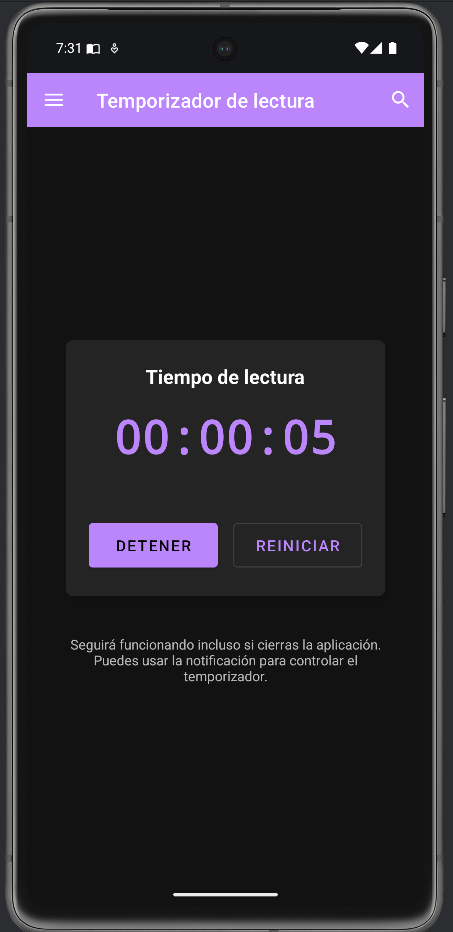 7:31
Temporizador de lectura
Tiempo de lectura
00:00:05
DETENER
REINICIAR
Seguirá funcionando incluso si cierras la aplicación.
Puedes usar la notificación para controlar el
temporizador.